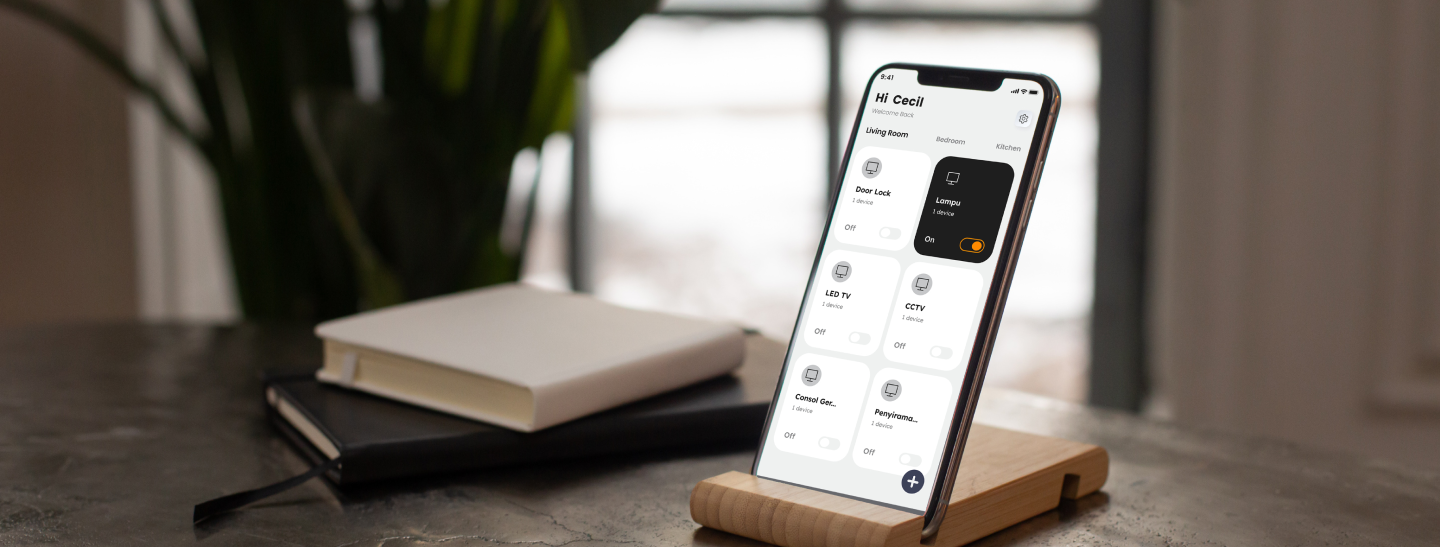 9:41
Hi Cecil
Welcome Back
Living Room
Bedroom
Kitchen
Door Lock
1 device
Off
Lampu
1 device
On
LED TV
1 device
Off
CCTV
1 device
Off
Consol Ger...
1 device
Off
Penyirama...
1 device
Off